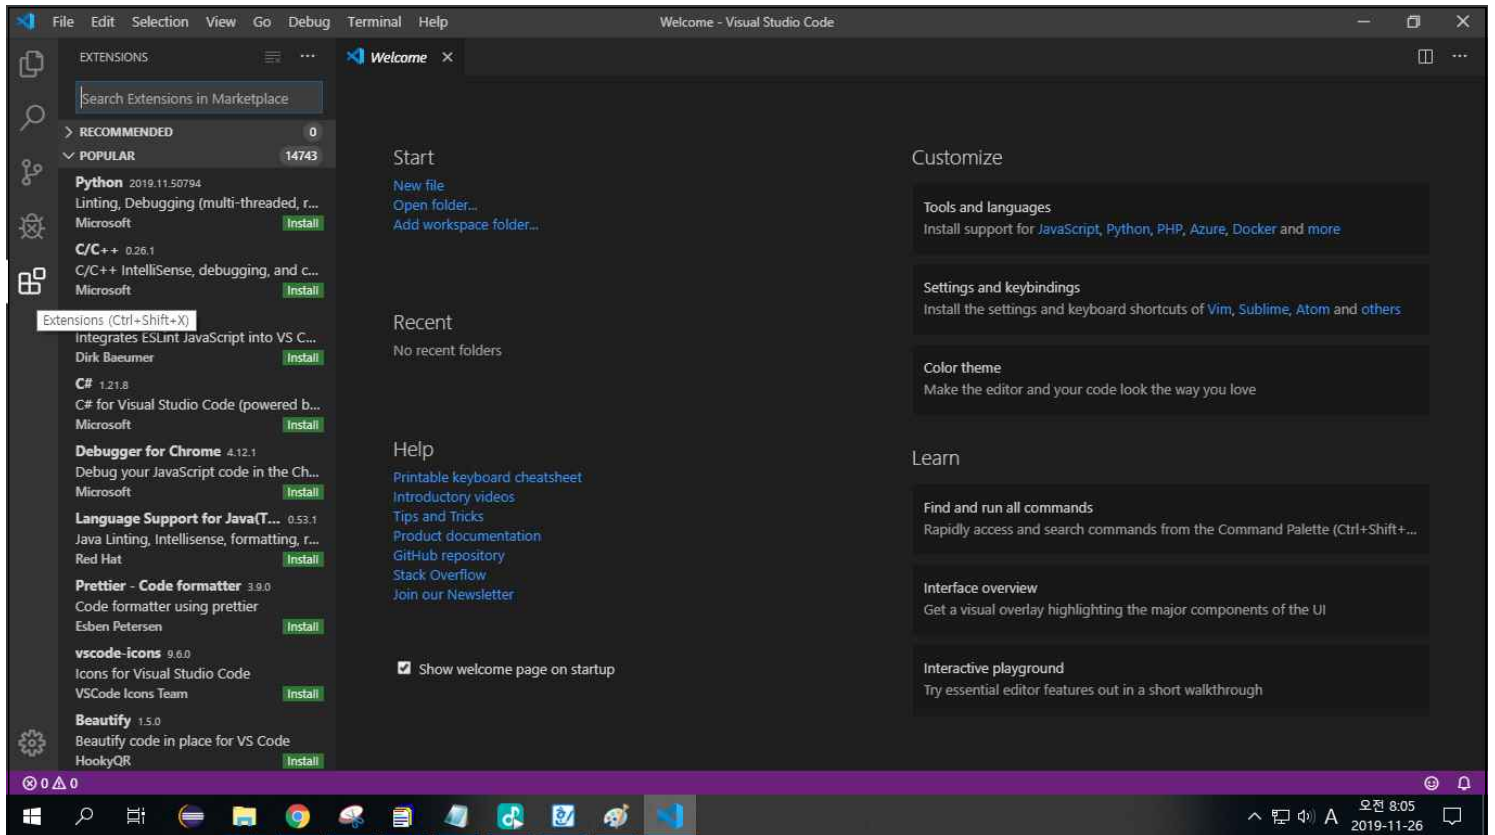 File Edit Selection View Go Debug Terminal Help
Welcome - Visual Studio Code
EXTENSIONS
Welcome
Search Extensions in Marketplace
RECOMMENDED 0
POPULAR 14743
Python 2019.11.50794
Linting, Debugging (multi-threaded, r...
Microsoft Install
C/C++ 0.26.1
C/C++ IntelliSense, debugging, and c...
Microsoft Install
Extensions (Ctrl+Shift+X)
Integrates ESLint JavaScript into VS C...
Dirk Baeumer Install
C# 1.21.8
C# for Visual Studio Code (powered b...
Microsoft Install
Debugger for Chrome 4.12.1
Debug your JavaScript code in the Ch...
Microsoft Install
Language Support for Java(T... 0.53.1
Java Linting, Intellisense, formatting, r...
Red Hat Install
Prettier - Code formatter 3.9.0
Code formatter using prettier
Esben Petersen Install
vscode-icons 9.6.0
Icons for Visual Studio Code
VSCode Icons Team Install
Beautify 1.5.0
Beautify code in place for VS Code
HookyQR Install
Start
New file
Open folder...
Add workspace folder...
Recent
No recent folders
Help
Printable keyboard cheatsheet
Introductory videos
Tips and Tricks
Product documentation
GitHub repository
Stack Overflow
Join our Newsletter
Show welcome page on startup
Customize
Tools and languages
Install support for JavaScript, Python, PHP, Azure, Docker and more
Settings and keybindings
Install the settings and keyboard shortcuts of Vim, Sublime, Atom and others
Color theme
Make the editor and your code look the way you love
Learn
Find and run all commands
Rapidly access and search commands from the Command Palette (Ctrl+Shift+...
Interface overview
Get a visual overlay highlighting the major components of the UI
Interactive playground
Try essential editor features out in a short walkthrough
0 0
A
오전 8:05
2019-11-26